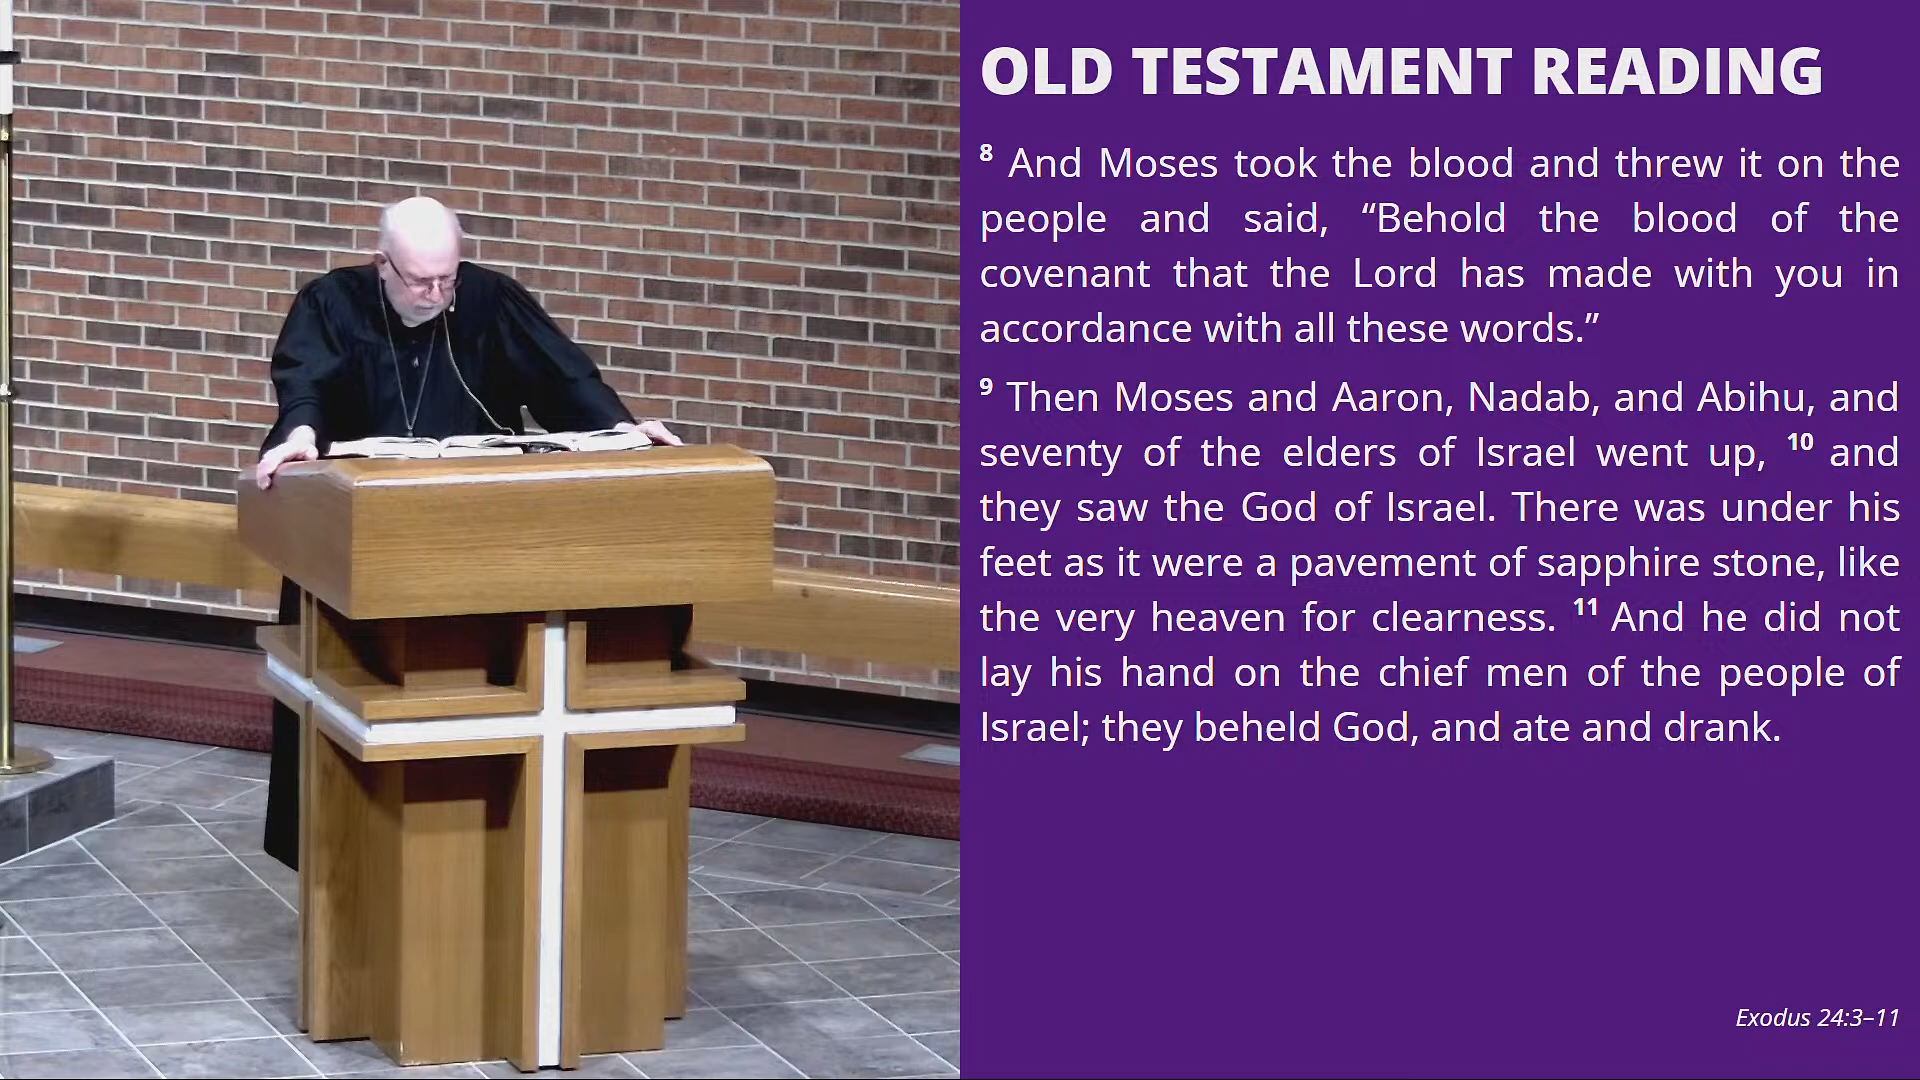 OLD TESTAMENT READING
8 And Moses took the blood and threw it on the
people and said, “Behold the blood of the
covenant that the Lord has made with you in
accordance with all these words.”
9 Then Moses and Aaron, Nadab, and Abihu, and
seventy of the elders of Israel went up, 10 and
they saw the God of Israel. There was under his
feet as it were a pavement of sapphire stone, like
the very heaven for clearness. 11 And he did not
lay his hand on the chief men of the people of
Israel; they beheld God, and ate and drank.
Exodus 24:3–11